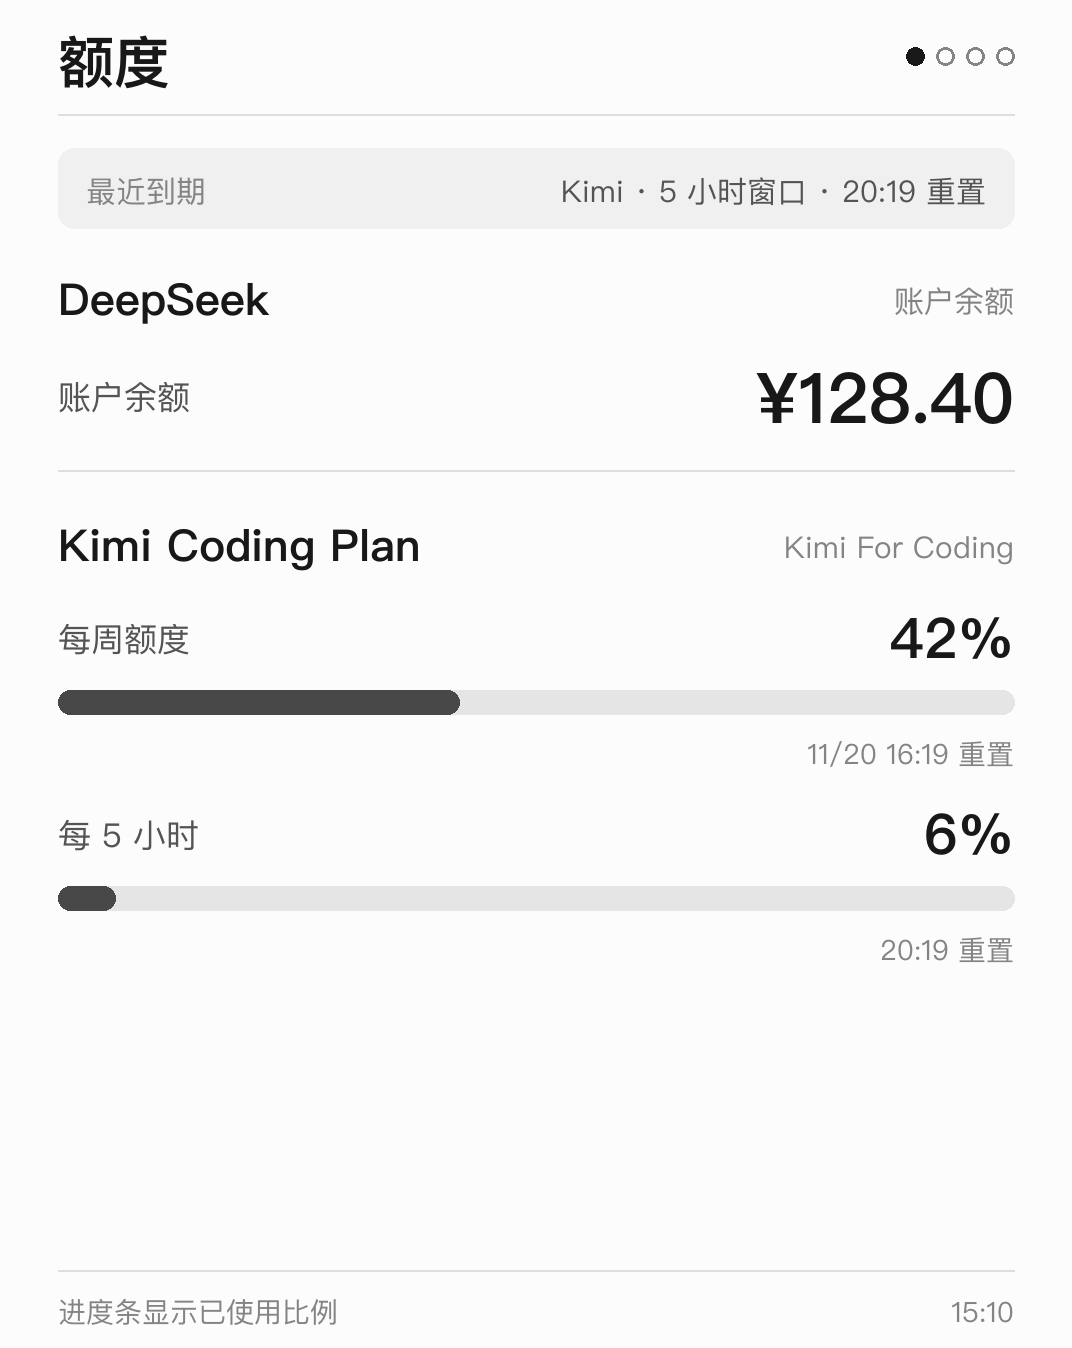 额度
最近到期 Kimi · 5 小时窗口 · 20:19 重置
DeepSeek 账户余额
账户余额 ¥128.40
Kimi Coding Plan Kimi For Coding
每周额度 42%
11/20 16:19 重置
每 5 小时 6%
20:19 重置
进度条显示已使用比例 15:10